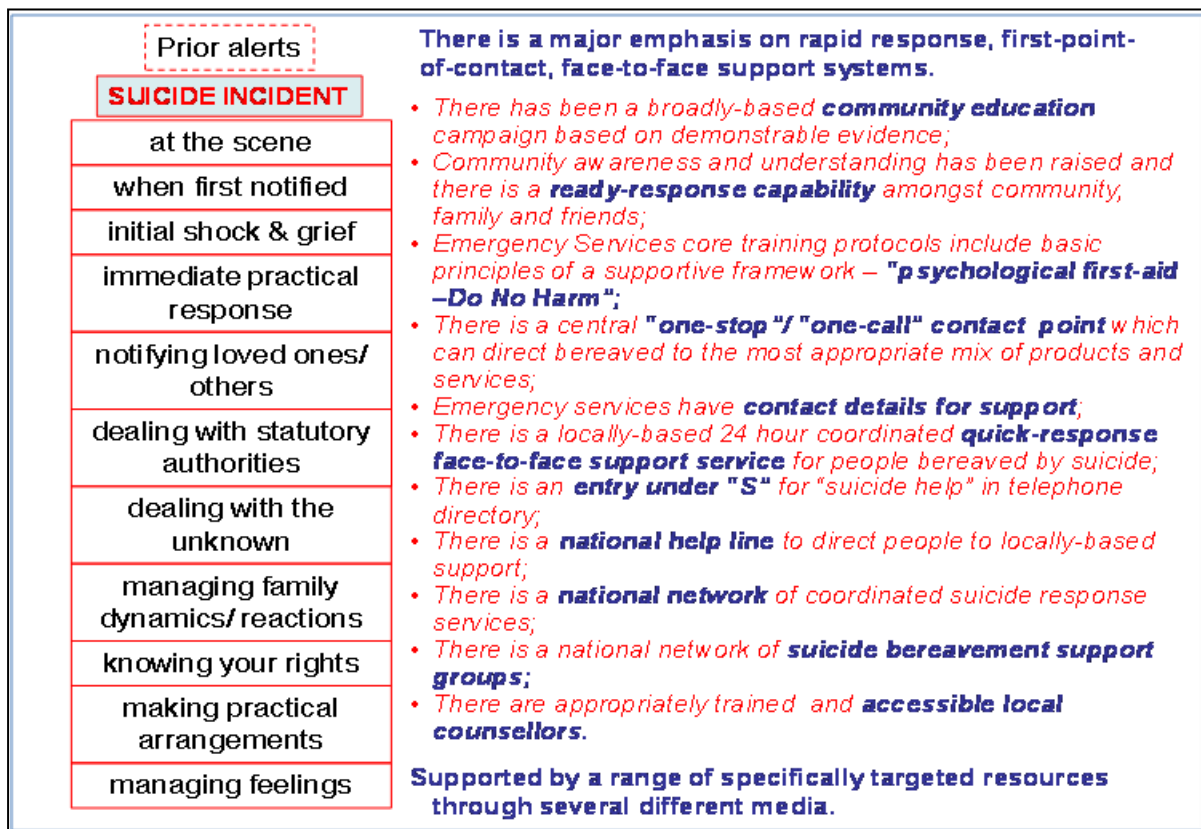 Prior alerts
SUICIDE INCIDENT
at the scene
when first notified
initial shock & grief
immediate practical
response
notifying loved ones/
others
dealing with statutory
authorities
dealing with the
unknown
managing family
dynamics/reactions
knowing your rights
making practical
arrangements
managing feelings
There is a major emphasis on rapid response, first-point-
of-contact, face-to-face support systems.
• There has been a broadly-based community education
campaign based on demonstrable evidence;
• Community awareness and understanding has been raised and
there is a ready-response capability amongst community,
family and friends;
• Emergency Services core training protocols include basic
principles of a supportive framework – "psychological first-aid
–Do No Harm";
• There is a central "one-stop"/ "one-call" contact point which
can direct bereaved to the most appropriate mix of products and
services;
• Emergency services have contact details for support;
• There is a locally-based 24 hour coordinated quick-response
face-to-face support service for people bereaved by suicide;
• There is an entry under "S" for "suicide help" in telephone
directory;
• There is a national help line to direct people to locally-based
support;
• There is a national network of coordinated suicide response
services;
• There is a national network of suicide bereavement support
groups;
• There are appropriately trained and accessible local
counsellors.
Supported by a range of specifically targeted resources
through several different media.